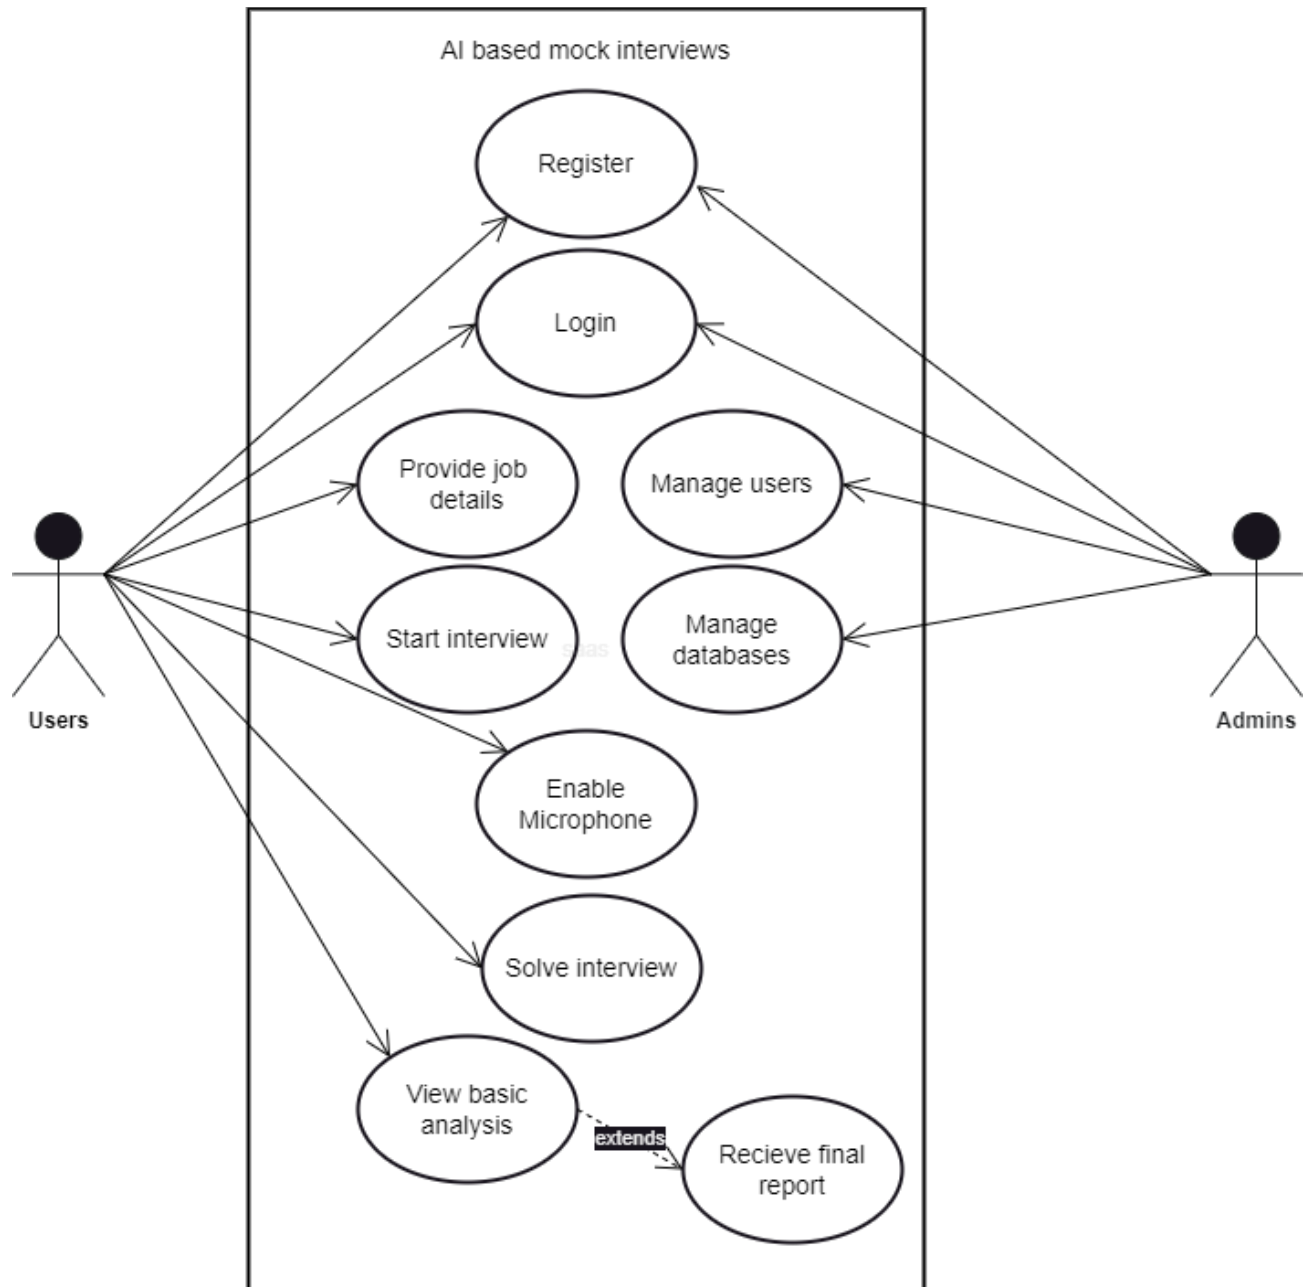 AI based mock interviews
Register
Login
Provide job
details
Manage users
Start interview
saas
Manage
databases
Users
Admins
Enable
Microphone
Solve interview
View basic
analysis
extends
Recieve final
report